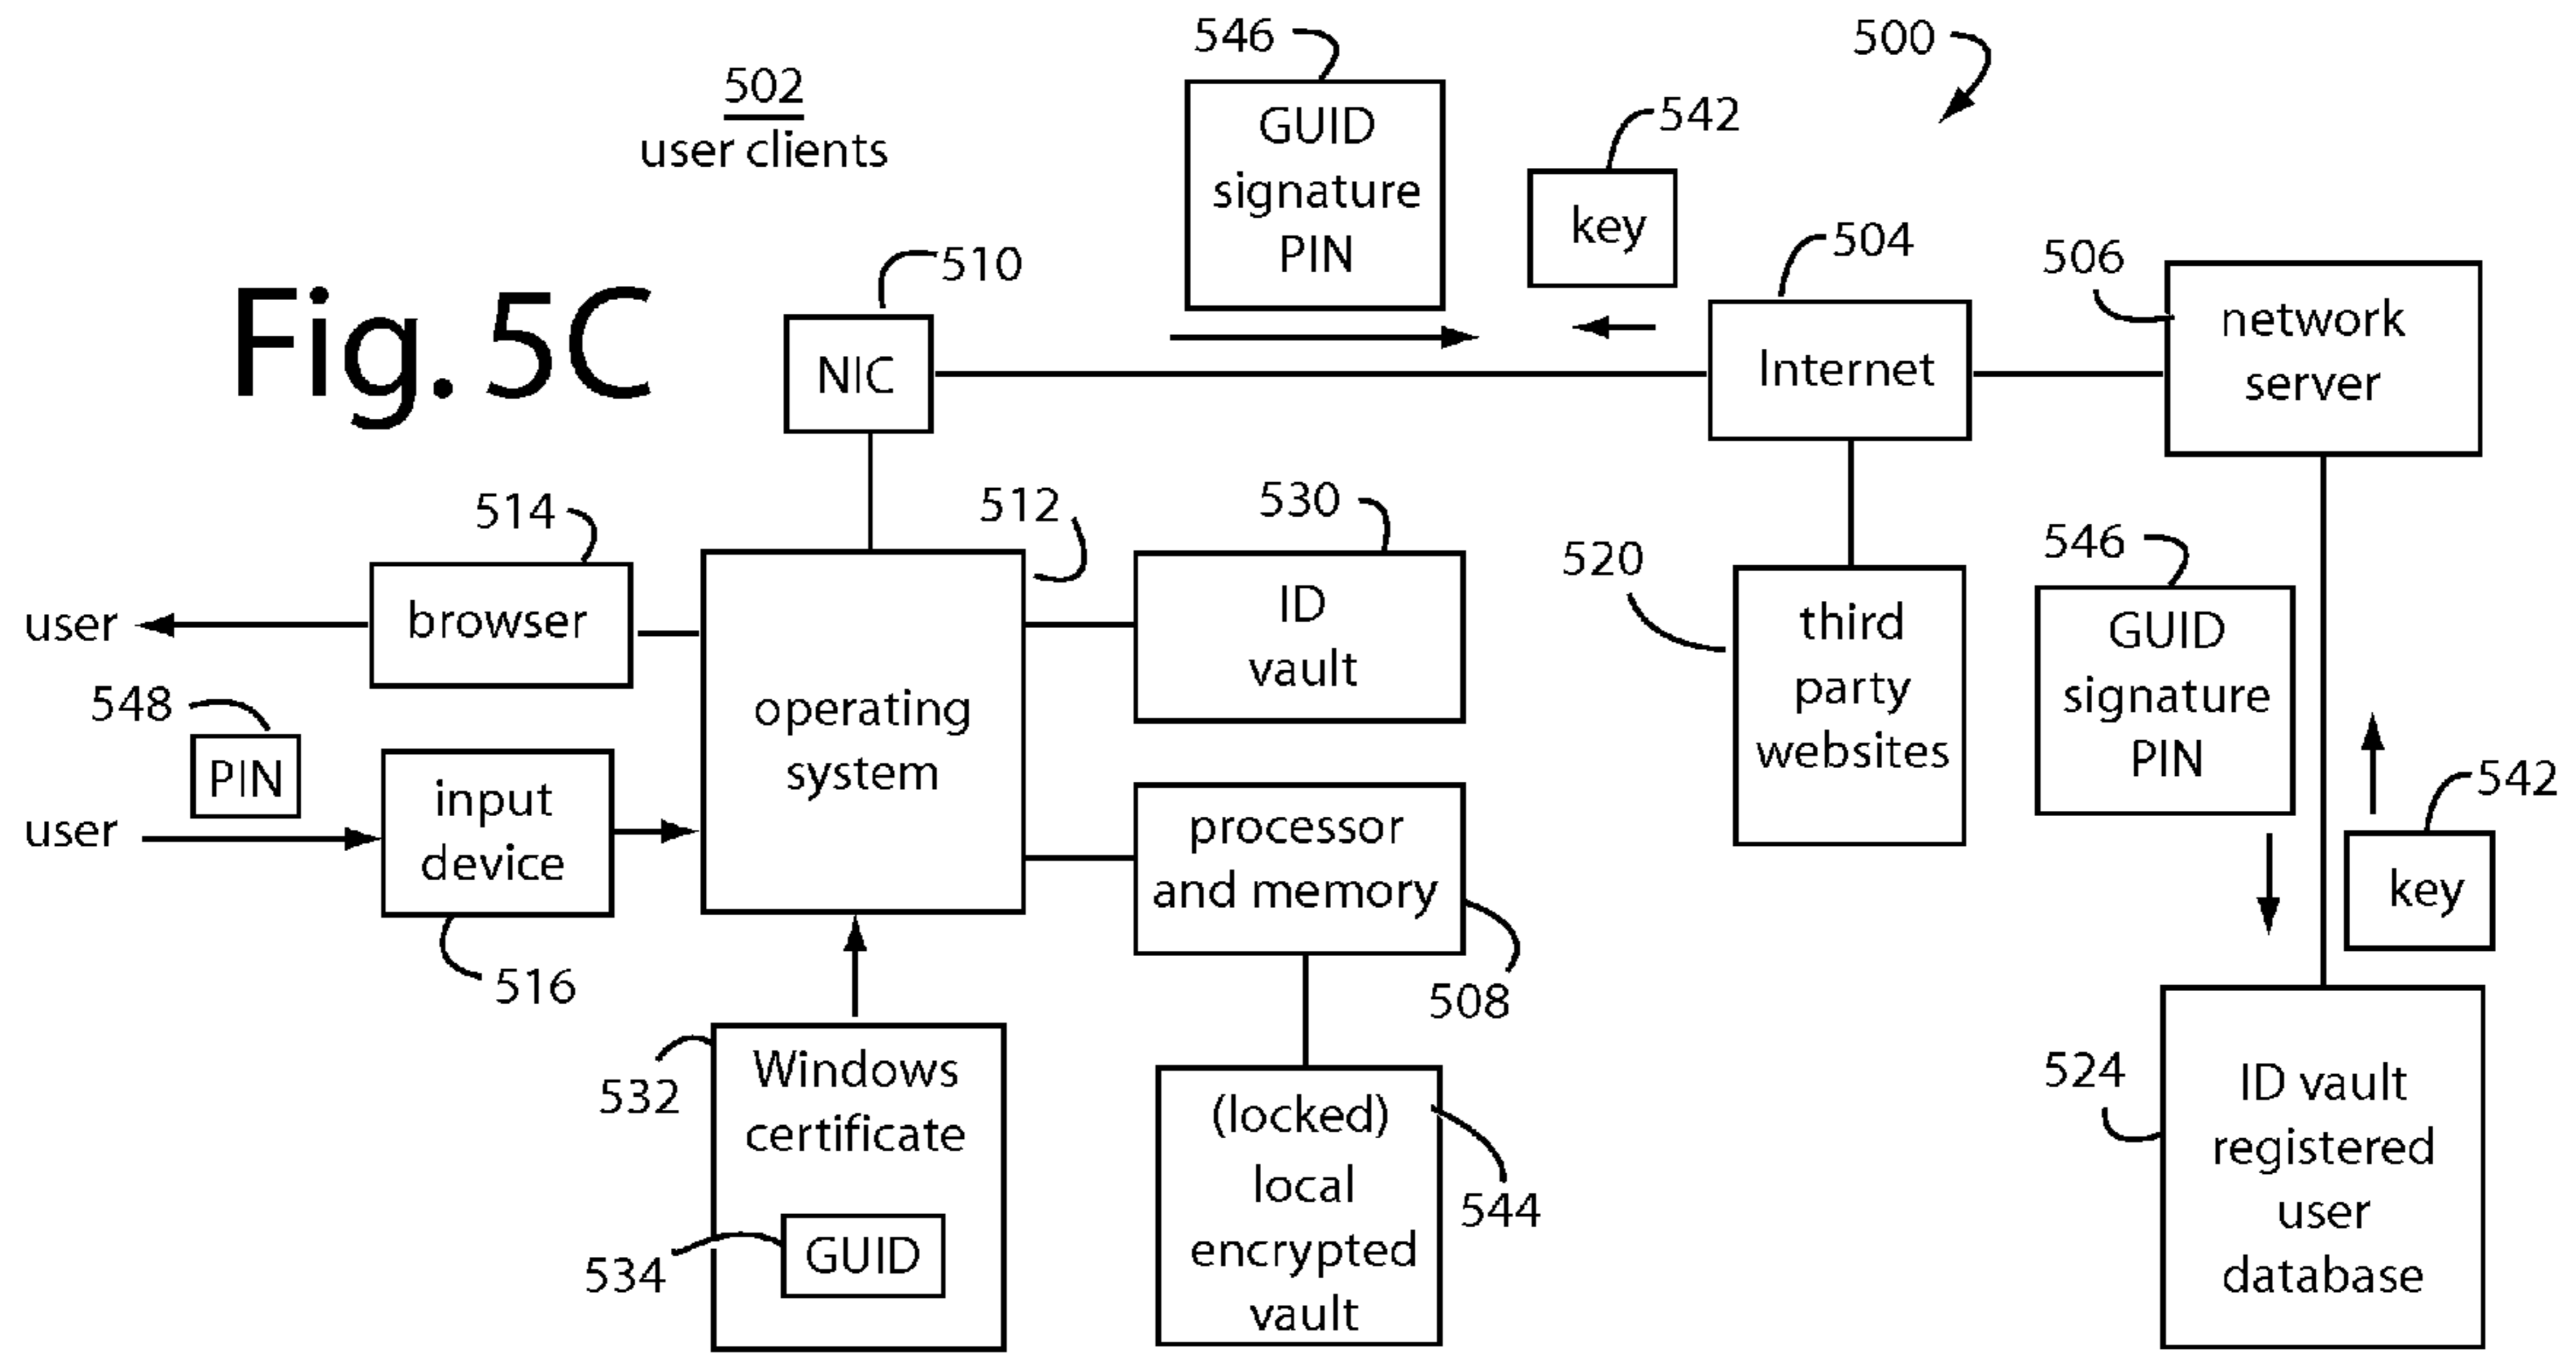 546
500
502
user clients
GUID
signature
PIN
542
key
Fig. 5C
510
NIC
504
Internet
506
network
server
514
browser
user
512
operating
system
530
ID
vault
520
third
party
websites
546
GUID
signature
PIN
548
PIN
user
input
device
516
processor
and memory
508
542
key
532
Windows
certificate
534
GUID
(locked)
local
encrypted
vault
544
524
ID vault
registered
user
database